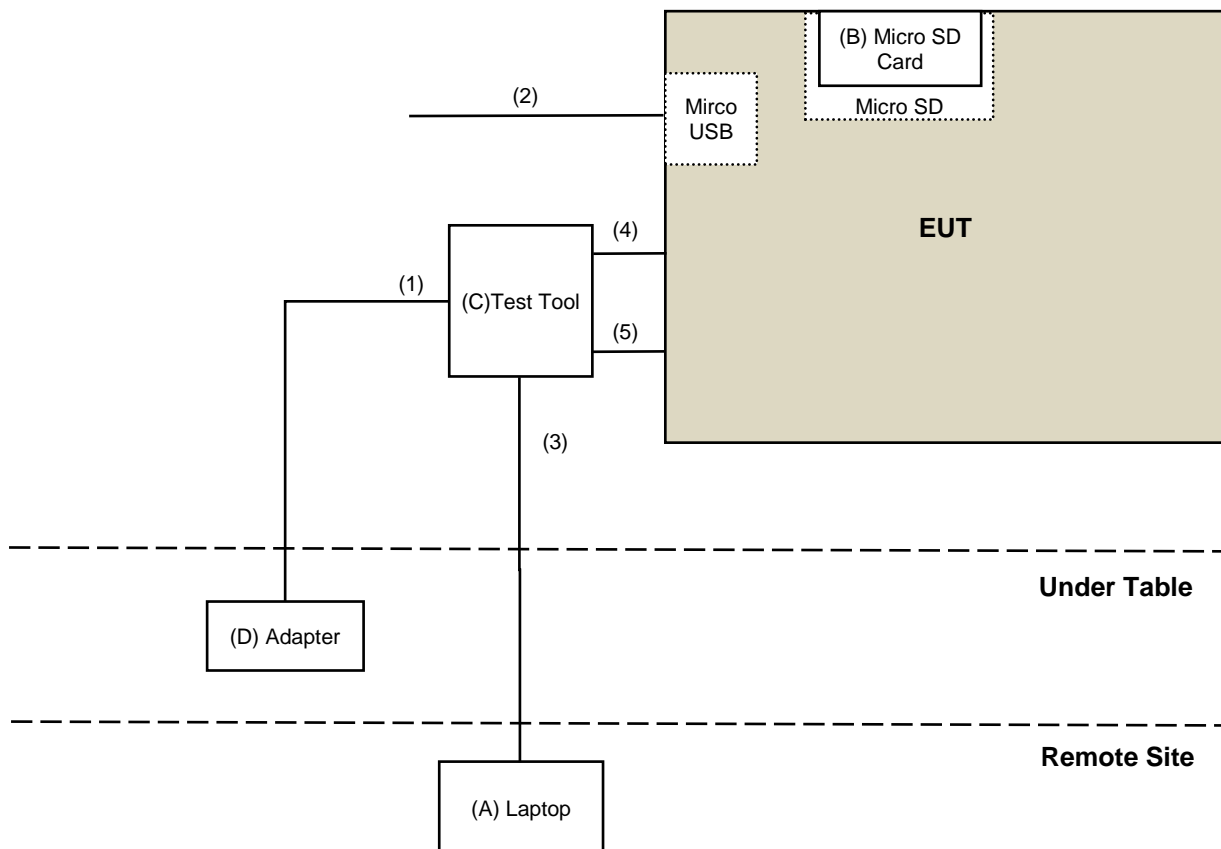 (B) Micro SD
Card
Micro SD
(2)
Mirco
USB
EUT
(4)
(1)
(C)Test Tool
(5)
(3)
Under Table
(D) Adapter
Remote Site
(A) Laptop